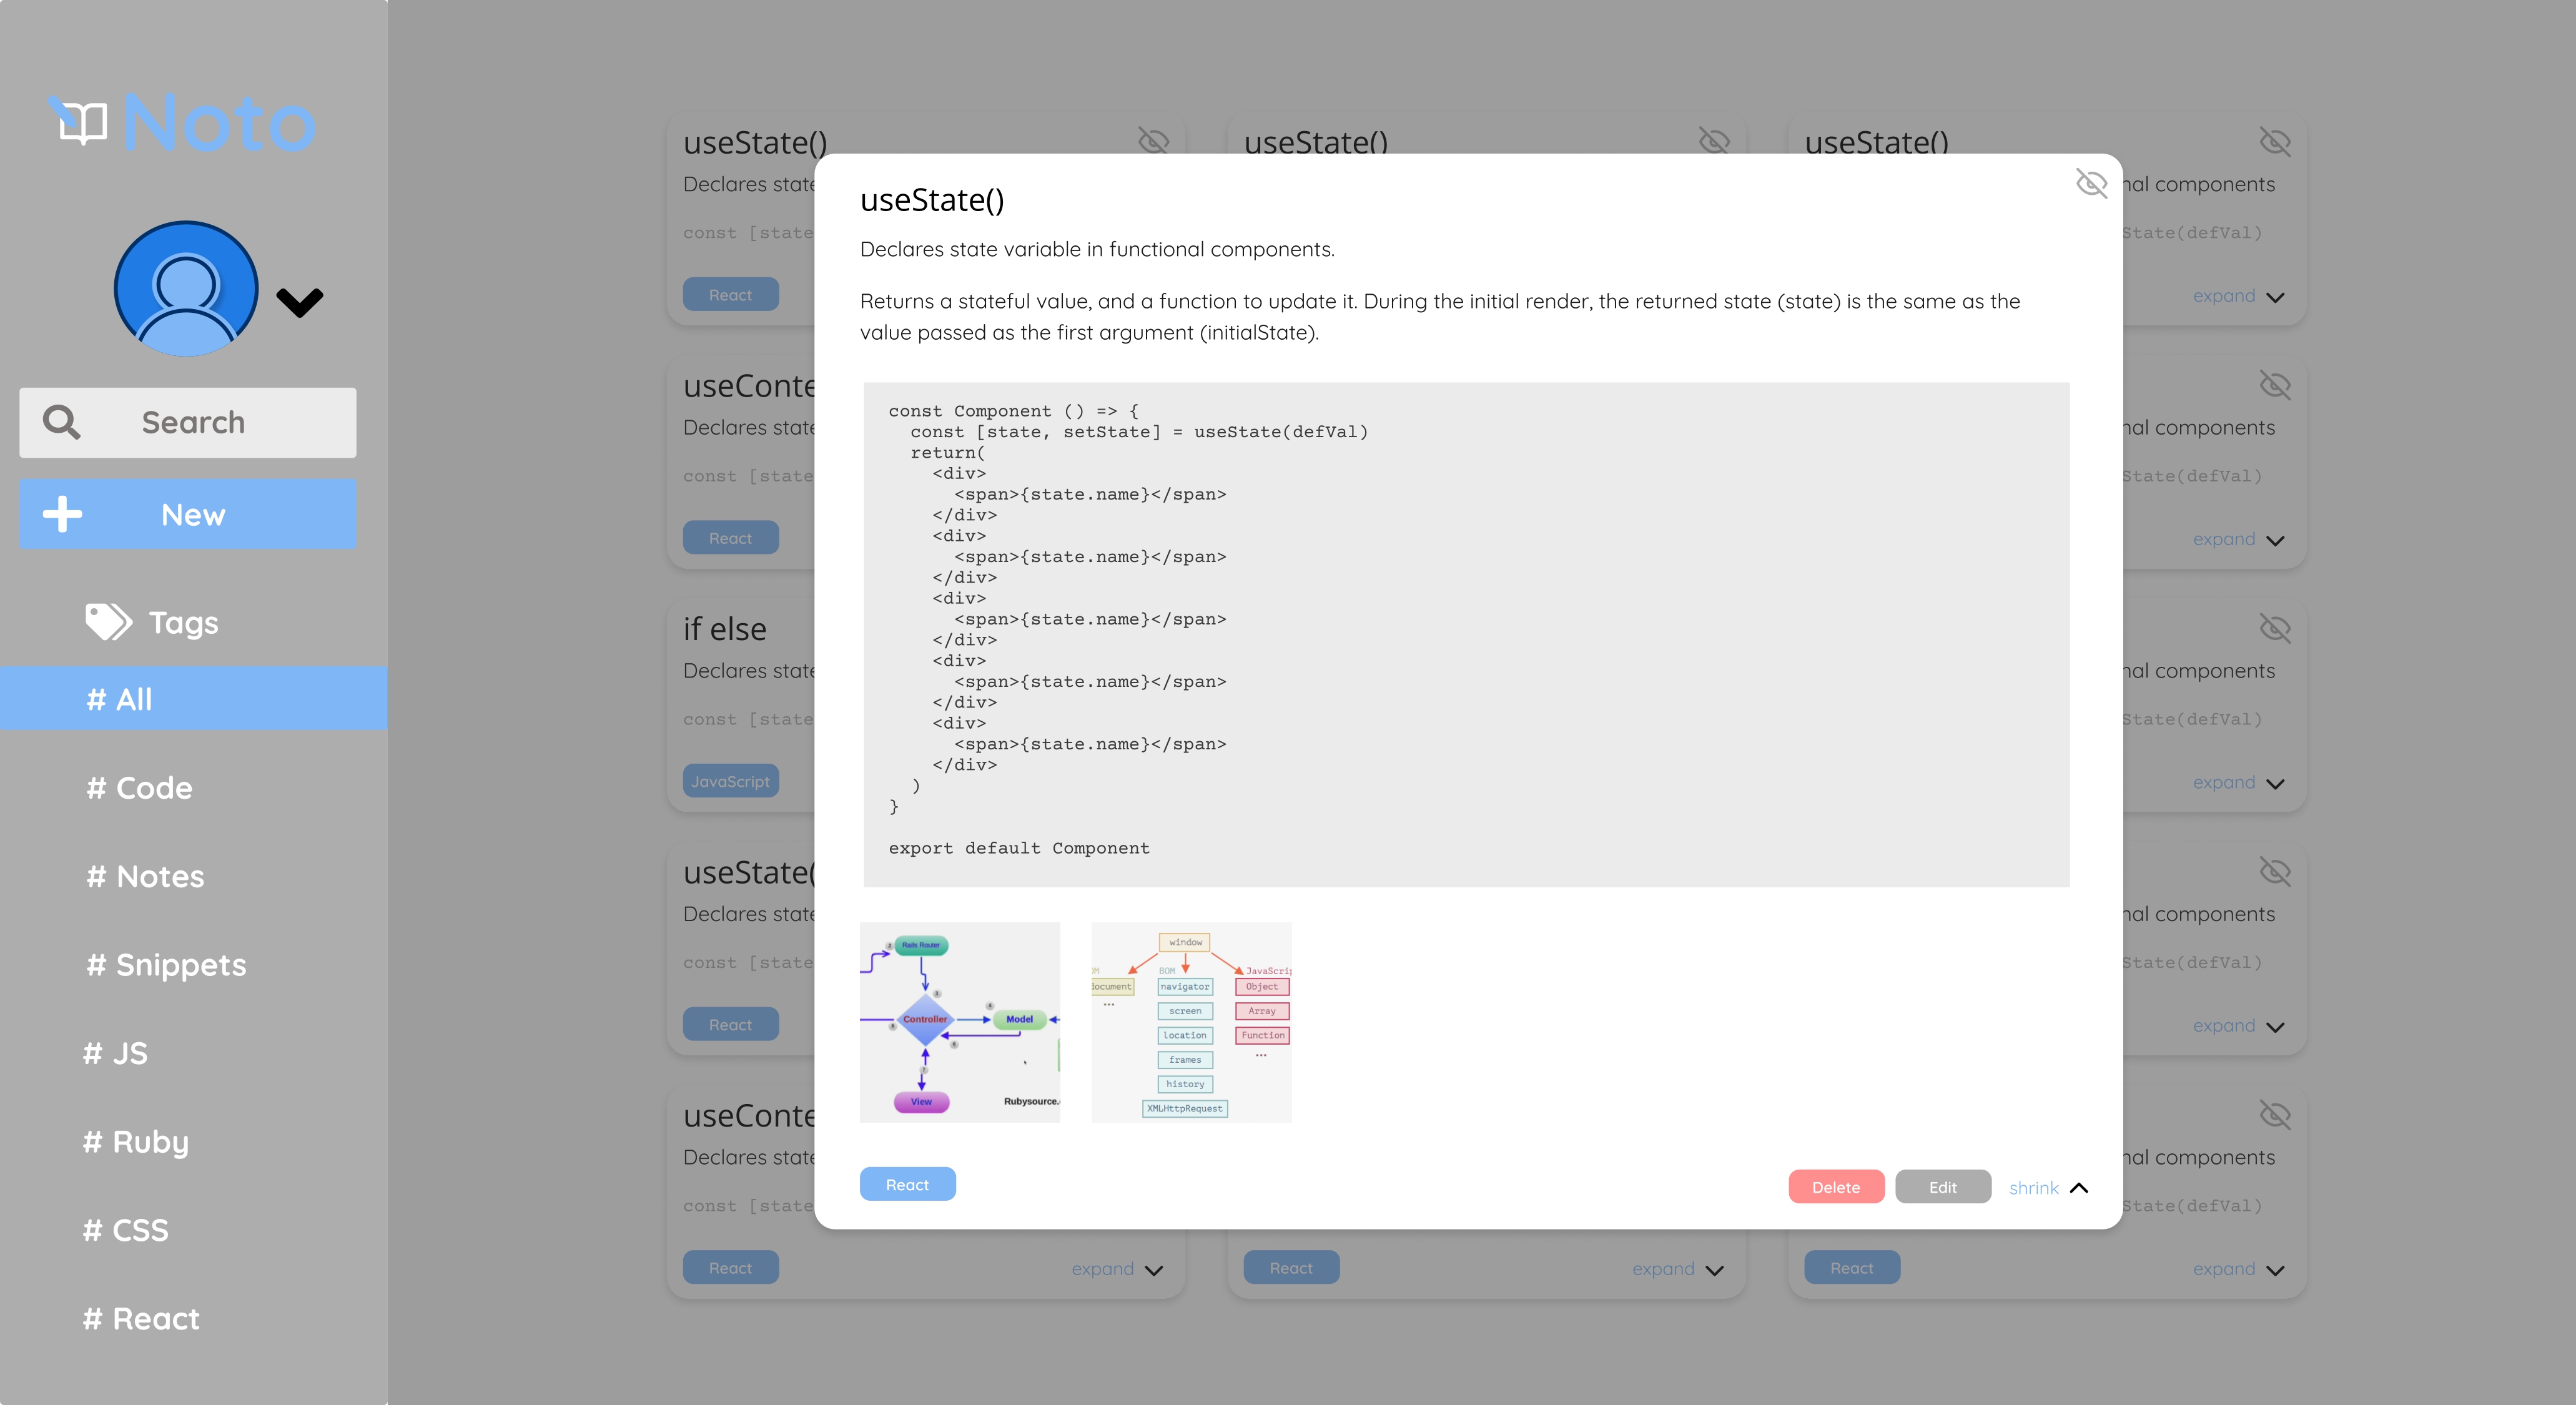 Noto
Search
New
Tags
# All
# Code
# Notes
# Snippets
# JS
# Ruby
# CSS
# React
useState()
Declares state
const [state
React
useConte
Declares state
const [state
React
if else
Declares state
const [state
JavaScript
useState(
Declares state
const [state
React
useConte
Declares state
const [state
React
expand
useState()
React
expand
useState()
nal components
State(defVal)
expand
nal components
State(defVal)
expand
nal components
State(defVal)
expand
nal components
State(defVal)
expand
nal components
State(defVal)
React
expand
useState()
Declares state variable in functional components.
Returns a stateful value, and a function to update it. During the initial render, the returned state (state) is the same as the
value passed as the first argument (initialState).
const Component () => {
const [state, setState] = useState(defVal)
return(
<div>
<span>{state.name}</span>
</div>
<div>
<span>{state.name}</span>
</div>
<div>
<span>{state.name}</span>
</div>
<div>
<span>{state.name}</span>
</div>
<div>
<span>{state.name}</span>
</div>
)
}
export default Component
Rails Router
Controller
Model
View
Rubysource.
window
OM
BOM
JavaScrip
document
navigator
Object
...
screen
Array
location
Function
frames
...
history
XMLHttpRequest
React
Delete
Edit
shrink